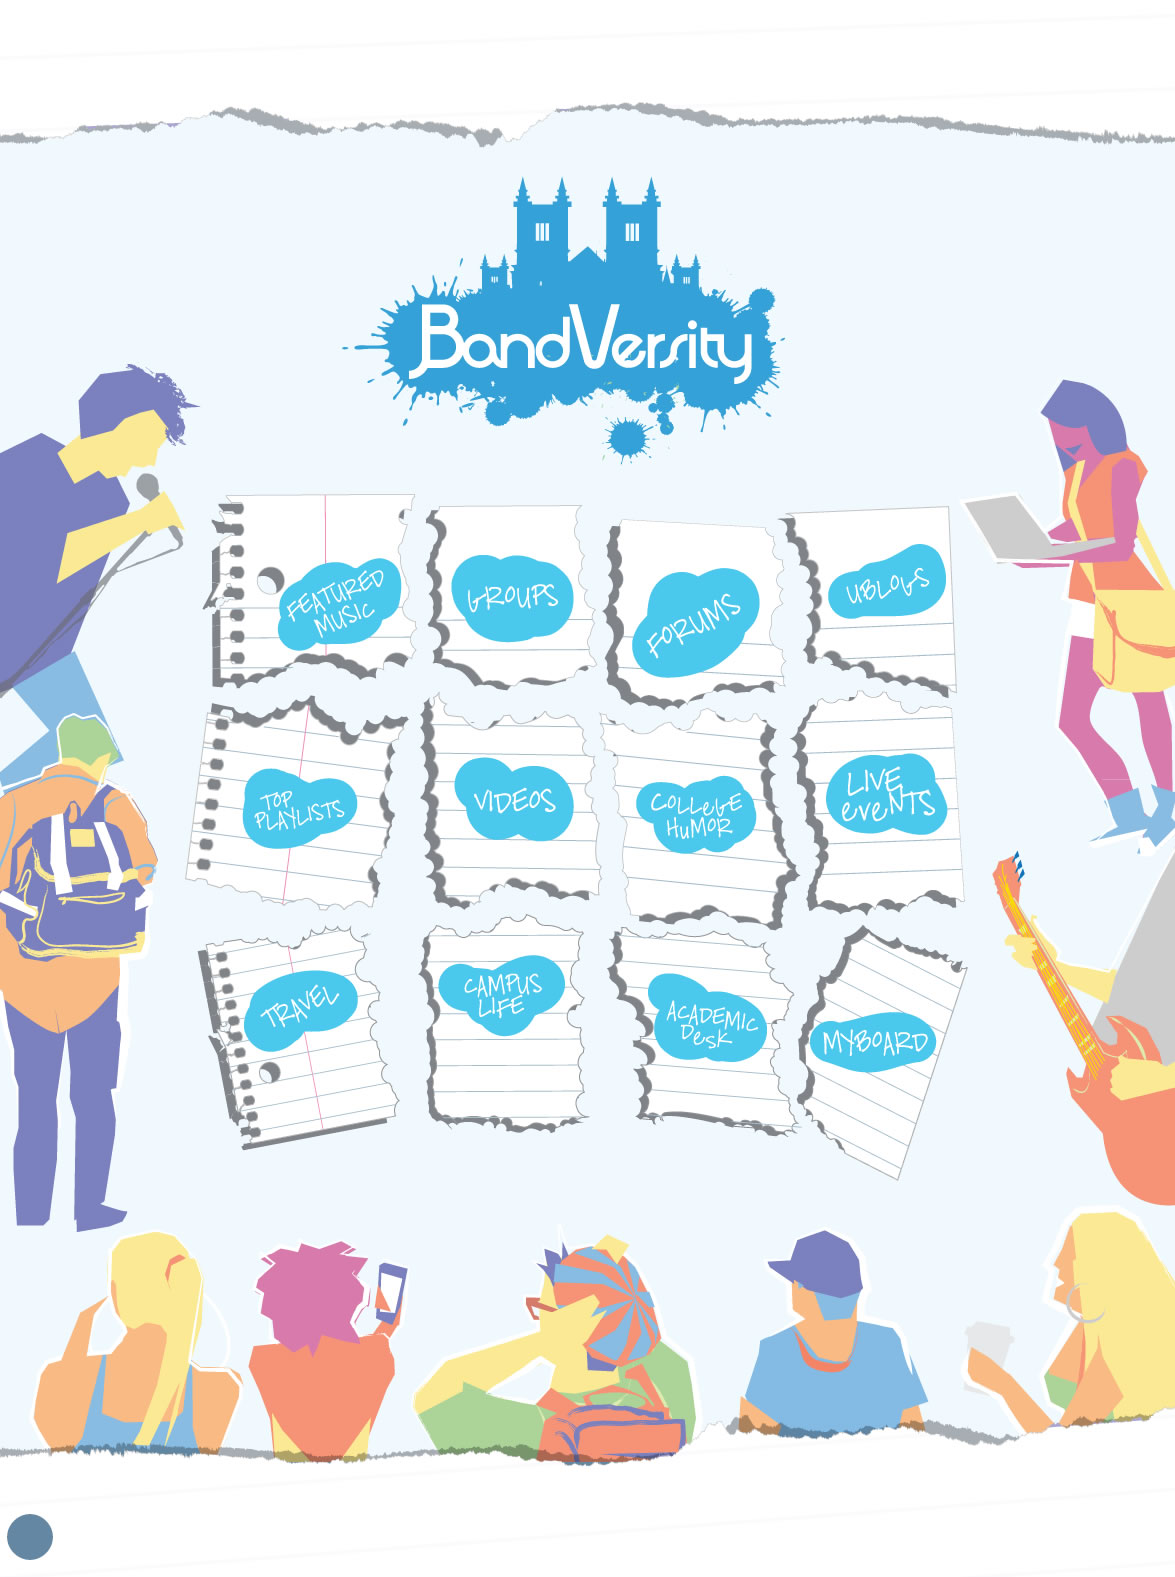 BandVersity
FEATURED
MUSIC
GROUPS
FORUMS
UBLOGS
TOP
PLAYLISTS
VIDEOS
COLLeGE
HuMOR
LIVE
eveNTS
TRAVEL
CAMPUS
LIFE
ACADEMIC
DesK
MYBOARD